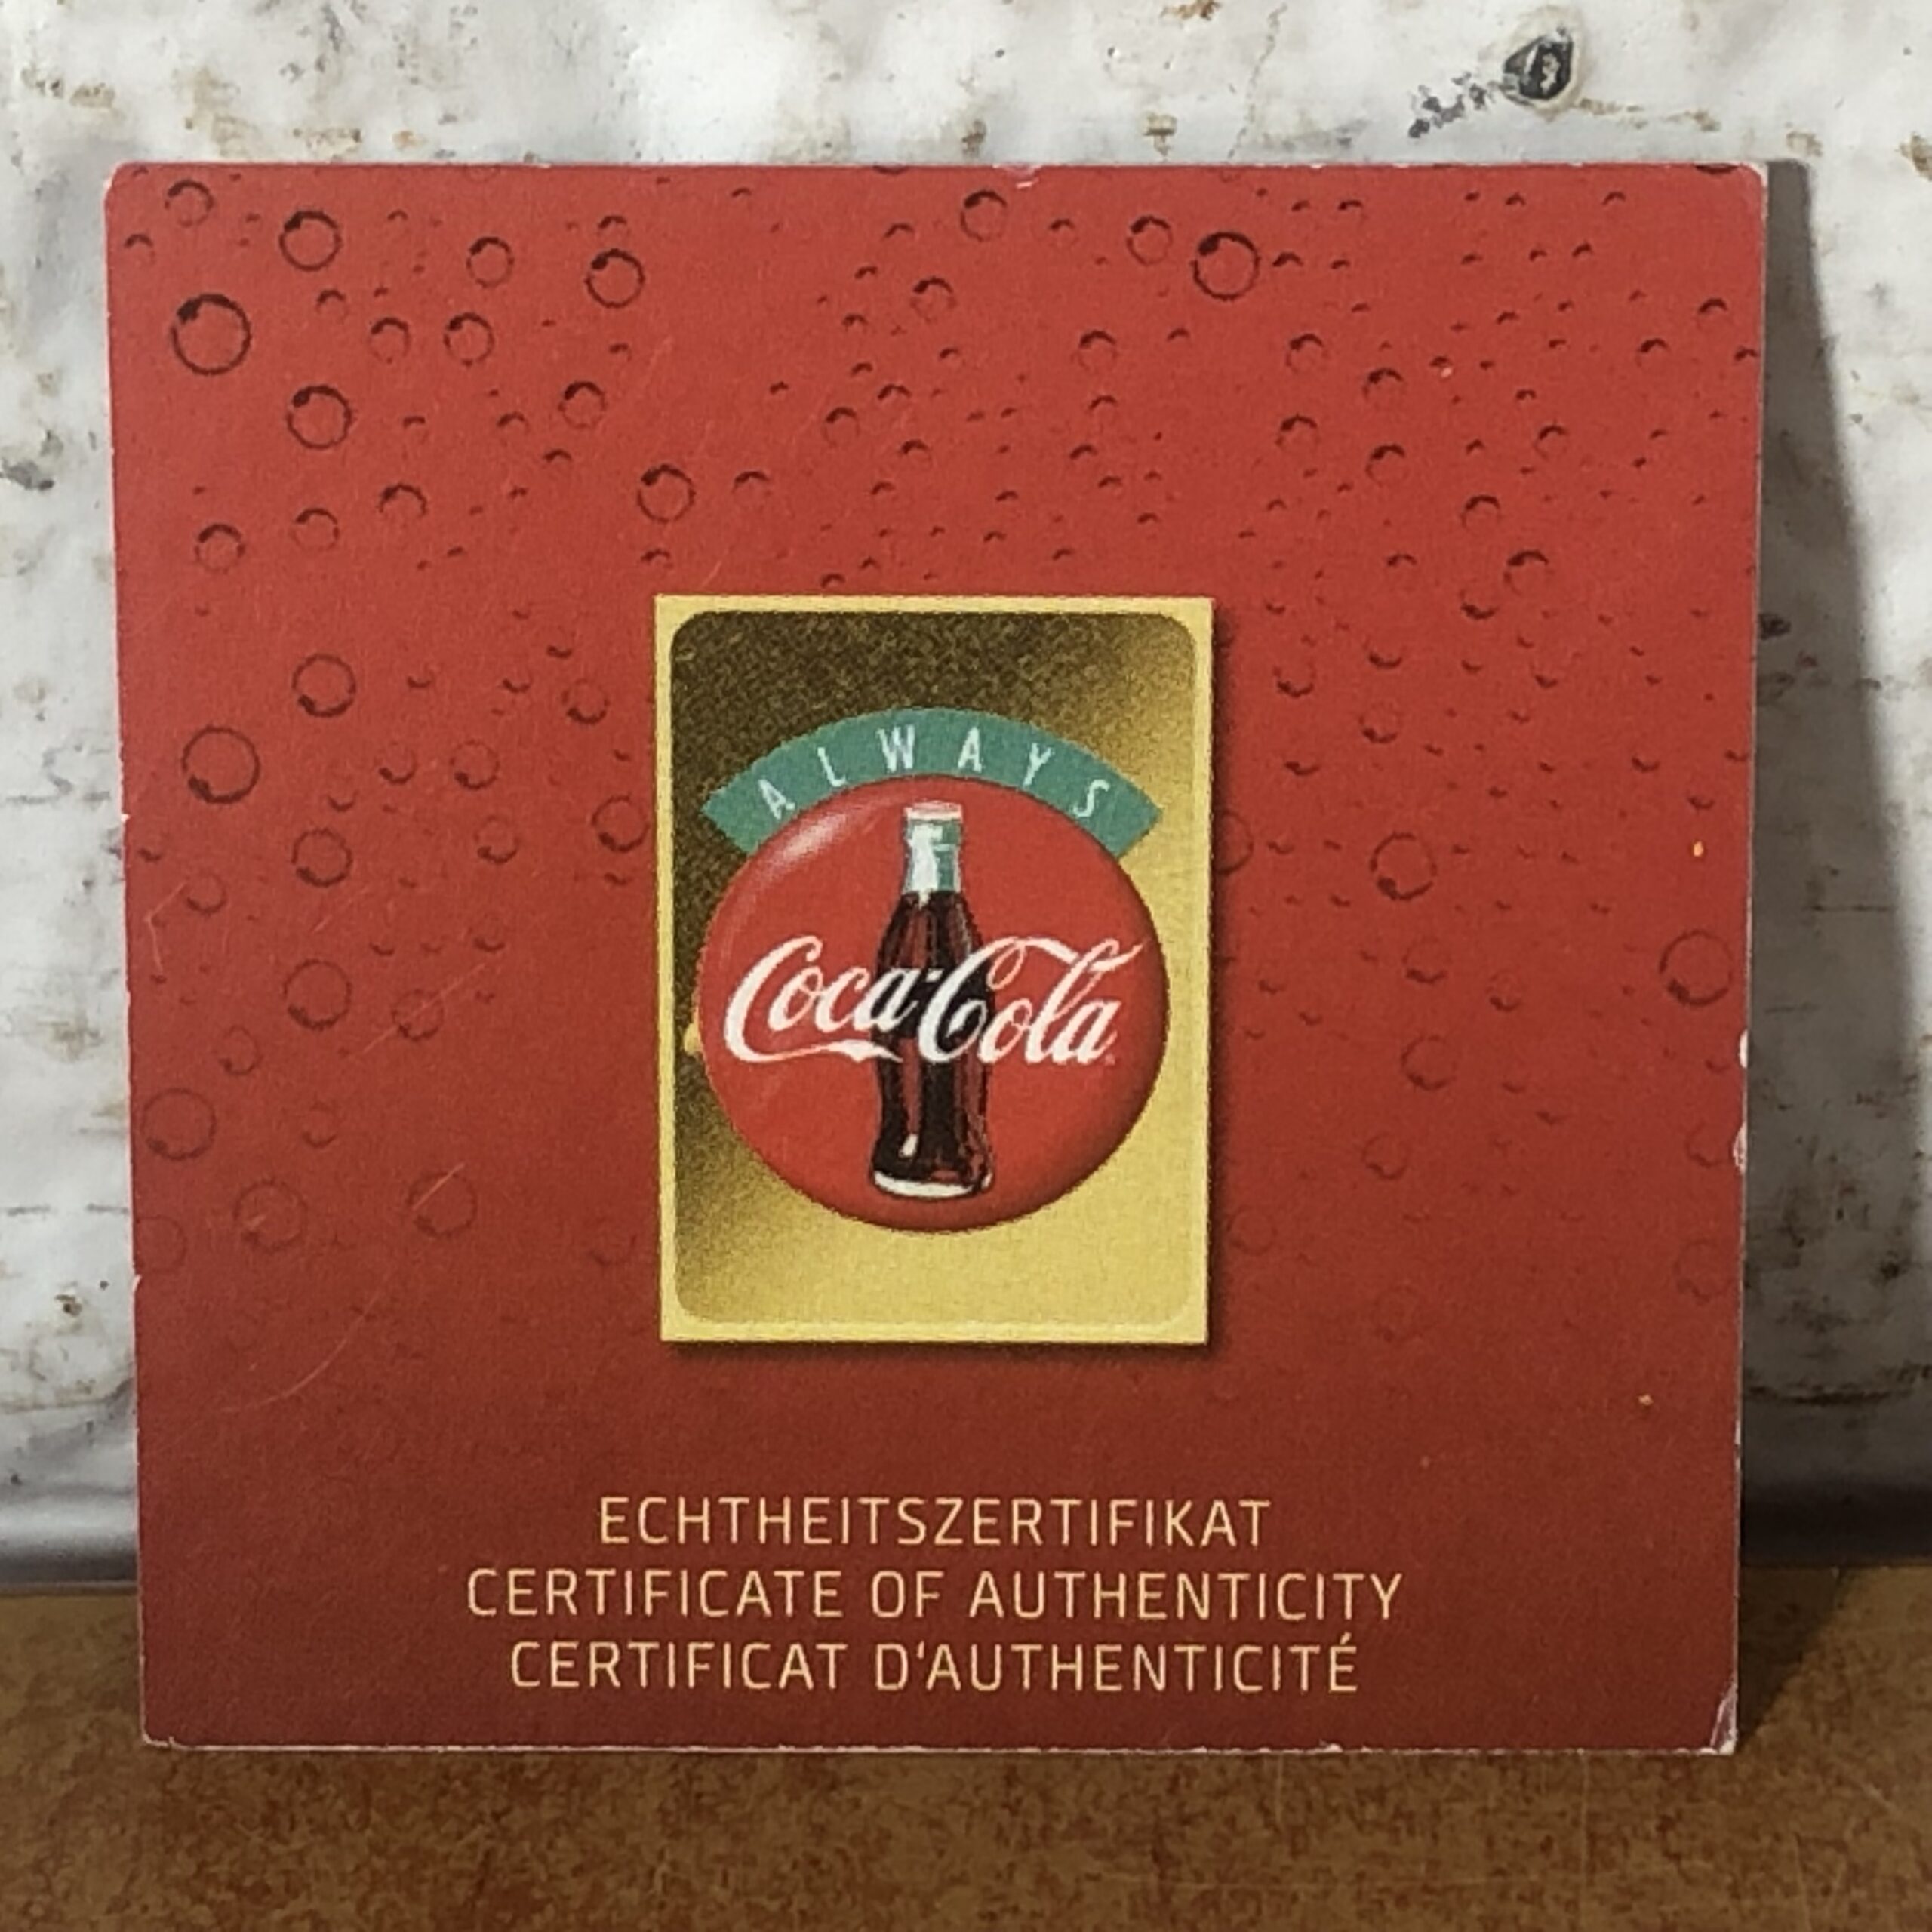 ALWAYS
Coca-Cola
ECHTHEITSZERTIFIKAT
CERTIFICATE OF AUTHENTICITY
CERTIFICAT D'AUTHENTICITÉ